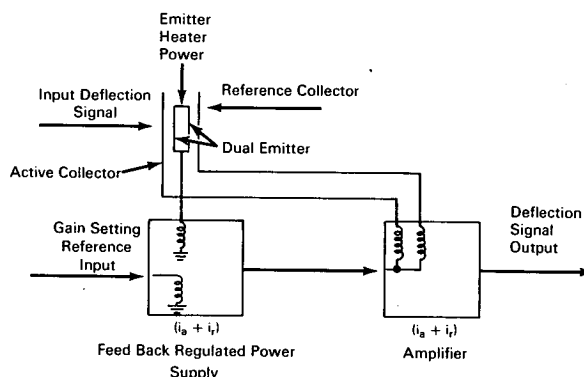 Emitter
Heater
Power
Input Deflection
Signal
Reference Collector
Dual Emitter
Active Collector
Gain Setting
Reference
Input
Deflection
Signal
Output
(ia + ir)
Feed Back Regulated Power
Supply
(ia + ir)
Amplifier